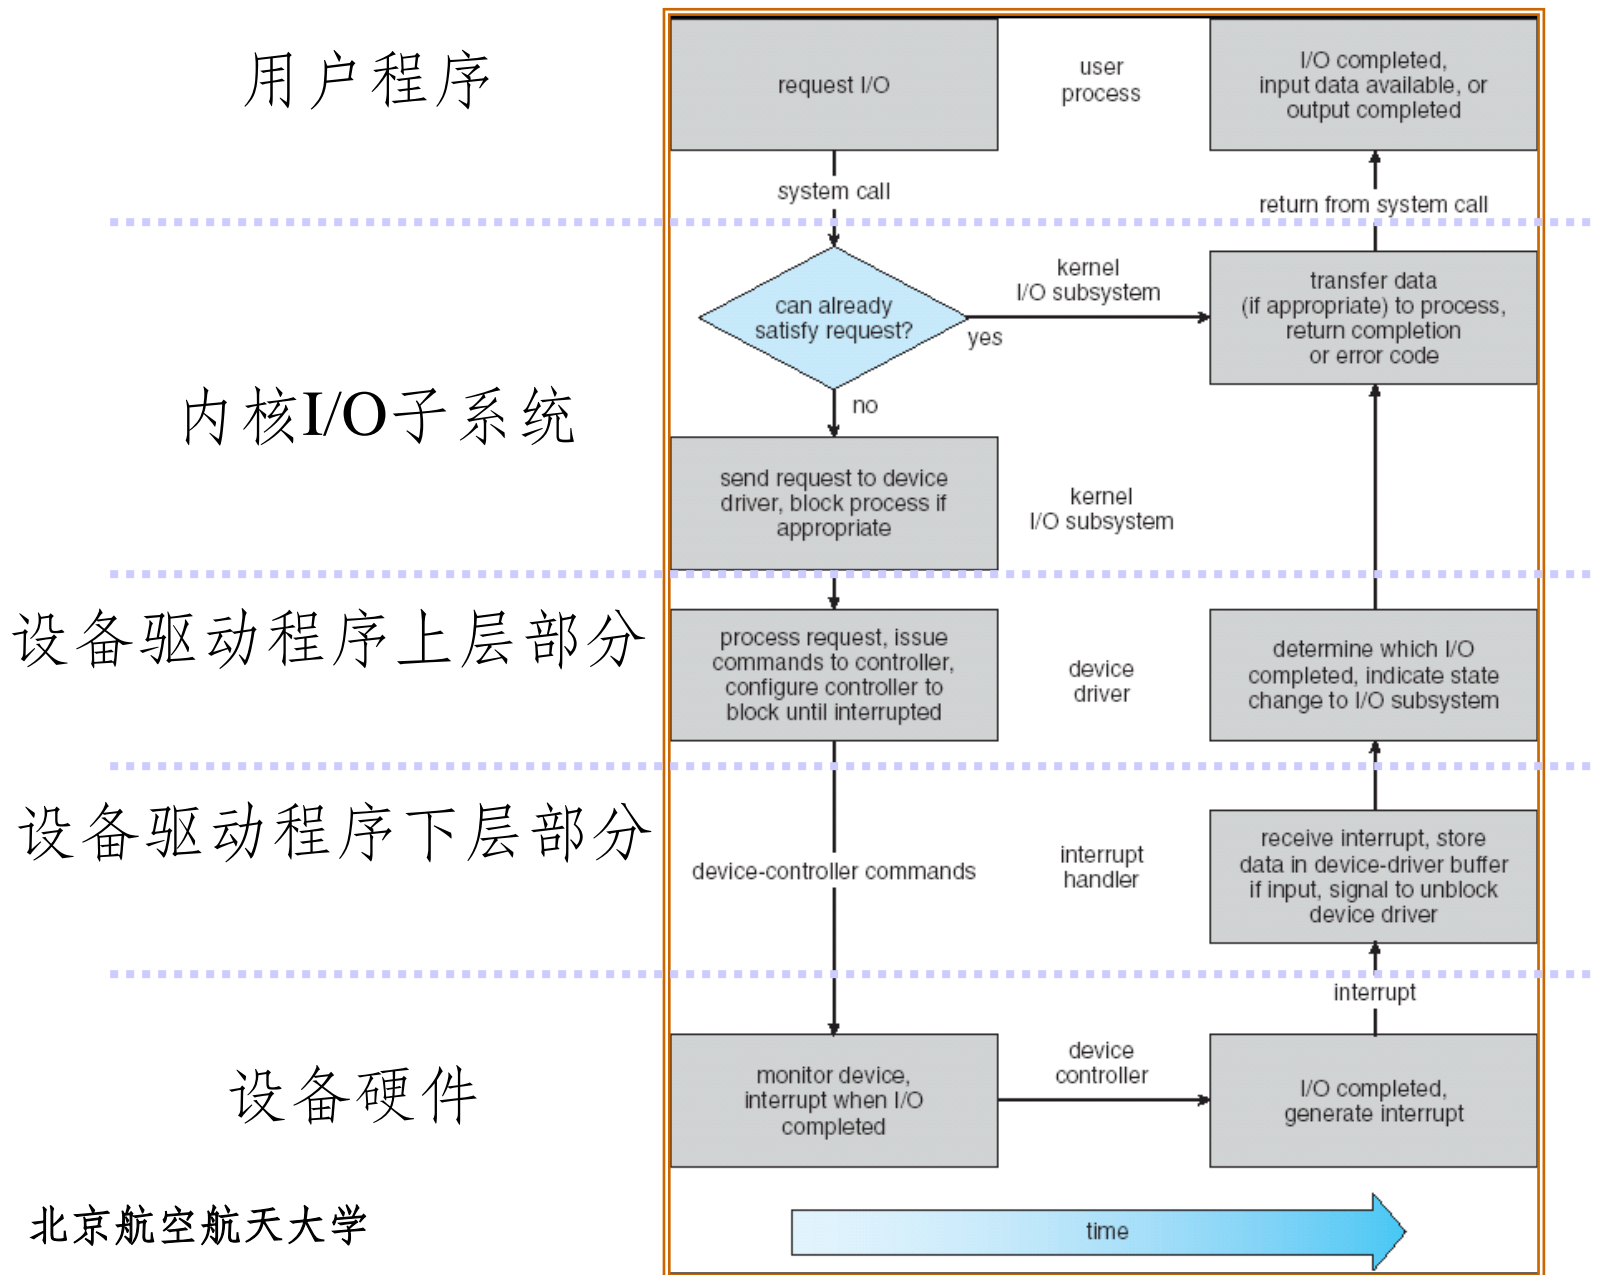 用户程序
request I/O
user
process
I/O completed,
input data available, or
output completed
system call
return from system call
内核I/O子系统
can already
satisfy request?
kernel
I/O subsystem
yes
transfer data
(if appropriate) to process,
return completion
or error code
no
send request to device
driver, block process if
appropriate
kernel
I/O subsystem
设备驱动程序上层部分
process request, issue
commands to controller,
configure controller to
block until interrupted
device
driver
determine which I/O
completed, indicate state
change to I/O subsystem
设备驱动程序下层部分
device-controller commands
interrupt
handler
receive interrupt, store
data in device-driver buffer
if input, signal to unblock
device driver
interrupt
设备硬件
monitor device,
interrupt when I/O
completed
device
controller
I/O completed,
generate interrupt
北京航空航天大学
time